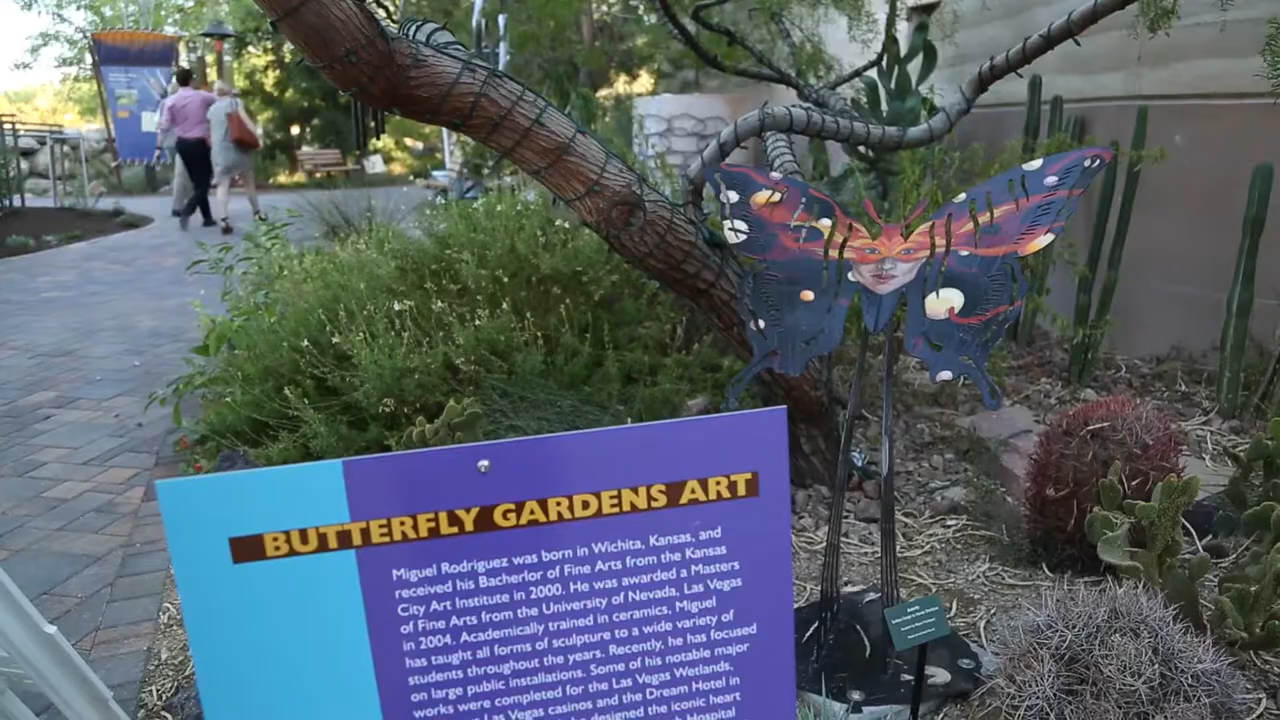 BUTTERFLY GARDENS ART
Miguel Rodriguez was born in Wichita, Kansas, and
received his Bacherlor of Fine Arts from the Kansas
City Art Institute in 2000. He was awarded a Masters
of Fine Arts from the University of Nevada, Las Vegas
in 2004. Academically trained in ceramics, Miguel
has taught all forms of sculpture to a wide variety of
students throughout the years. Recently, he has focused
on large public installations. Some of his notable major
works were completed for the Las Vegas Wetlands,
Las Vegas casinos and the Dream Hotel in
designed the iconic heart
Hospital